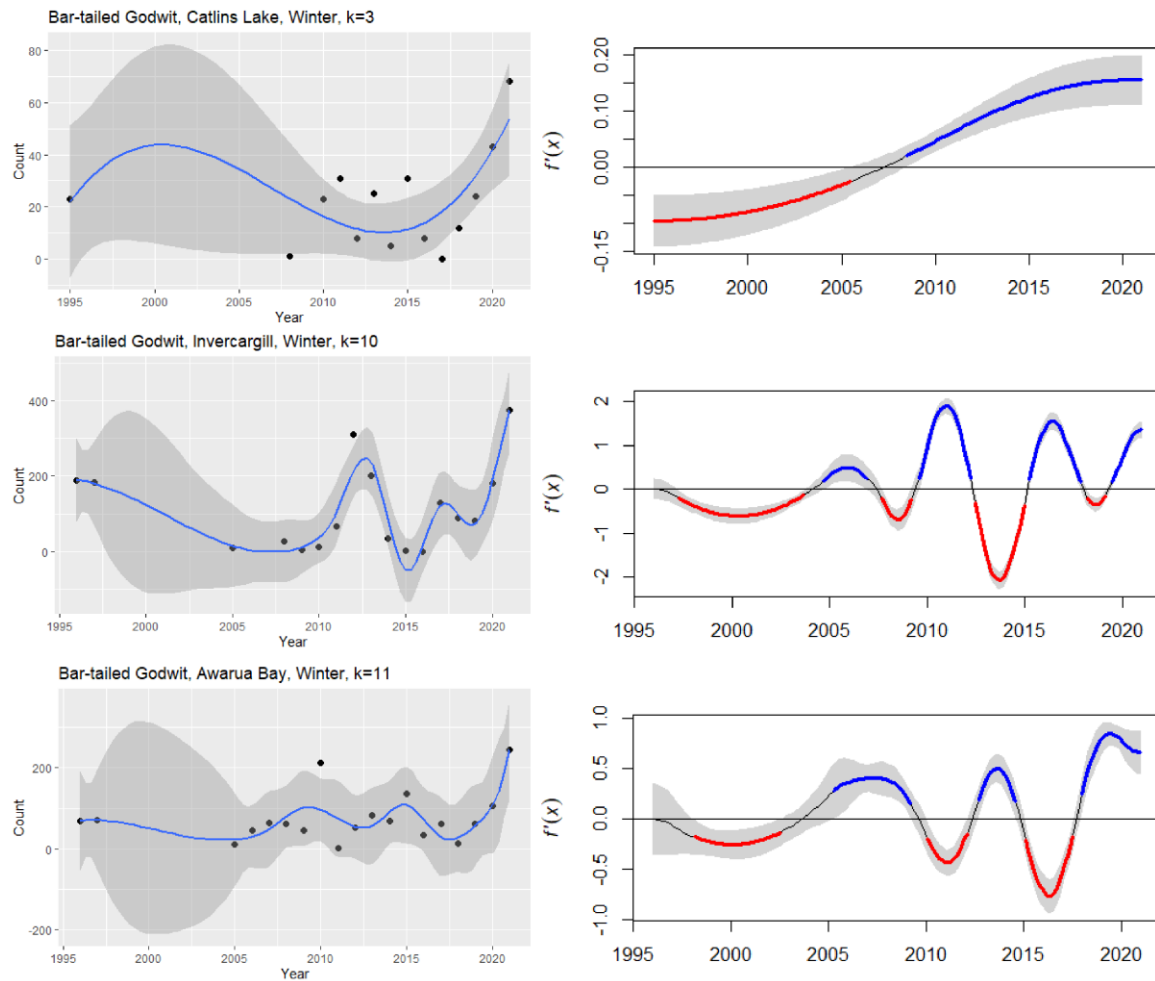 Bar-tailed Godwit, Catlins Lake, Winter, k=3
80
60
40
20
0
Count
1995 2000 2005 2010 2015 2020
Year
f'(x)
0.20
0.10
0.00
-0.15
1995 2000 2005 2010 2015 2020
Bar-tailed Godwit, Invercargill, Winter, k=10
400
200
0
Count
1995 2000 2005 2010 2015 2020
Year
f'(x)
2
1
0
-2
1995 2000 2005 2010 2015 2020
Bar-tailed Godwit, Awarua Bay, Winter, k=11
200
0
-200
Count
1995 2000 2005 2010 2015 2020
Year
f'(x)
1.0
0.5
0.0
-0.5
-1.0
1995 2000 2005 2010 2015 2020